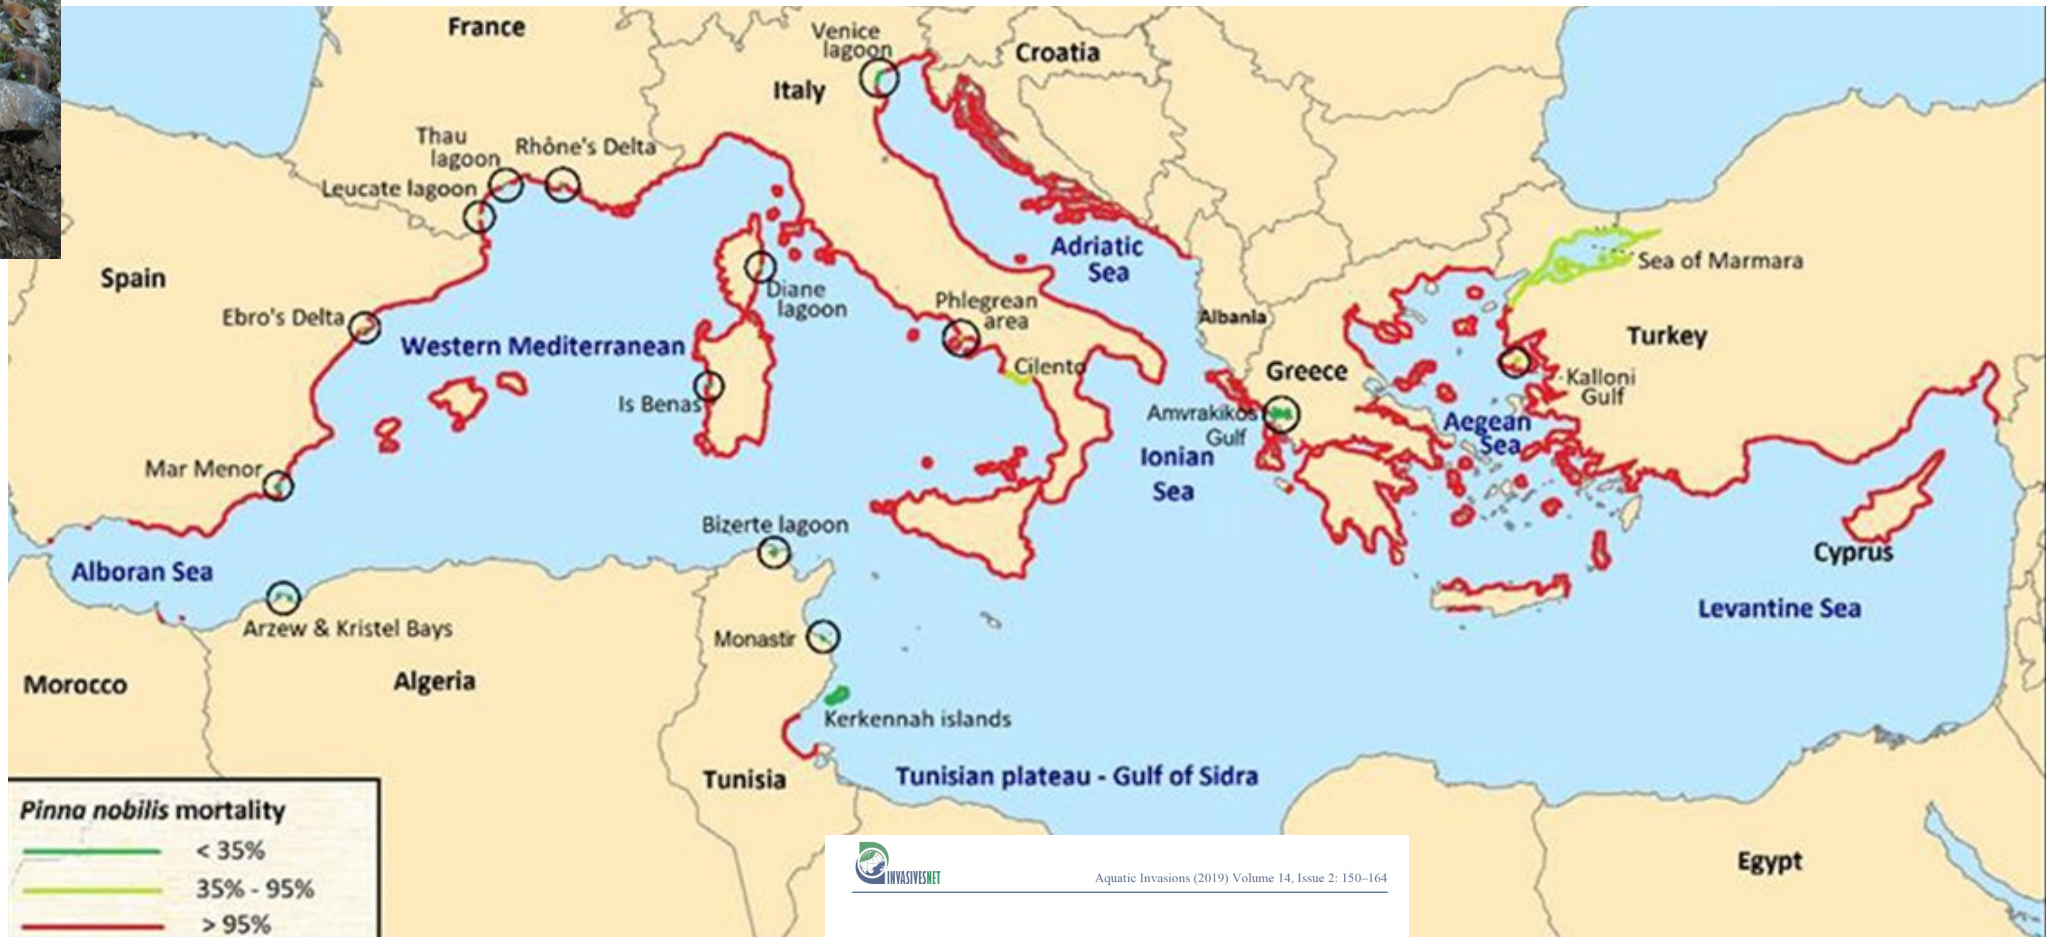 France
Venice
lagoon
Croatia
Italy
Thau
lagoon
Rhône's Delta
Leucate lagoon
Adriatic
Sea
Sea of Marmara
Spain
Diane
lagoon
Phlegrean
area
Ebro's Delta
Albania
Turkey
Western Mediterranean
Cilento
Greece
Kalloni
Gulf
Is Benas
Amvrakikos
Gulf
Aegean
Sea
Ionian
Sea
Mar Menor
Bizerte lagoon
Cyprus
Alboran Sea
Levantine Sea
Arzew & Kristel Bays
Monastir
Morocco
Algeria
Kerkennah islands
Tunisia
Tunisian plateau - Gulf of Sidra
Pinna nobilis mortality
< 35%
35% - 95%
> 95%
Egypt
INVASIVESNET
Aquatic Invasions (2019) Volume 14, Issue 2: 150–164